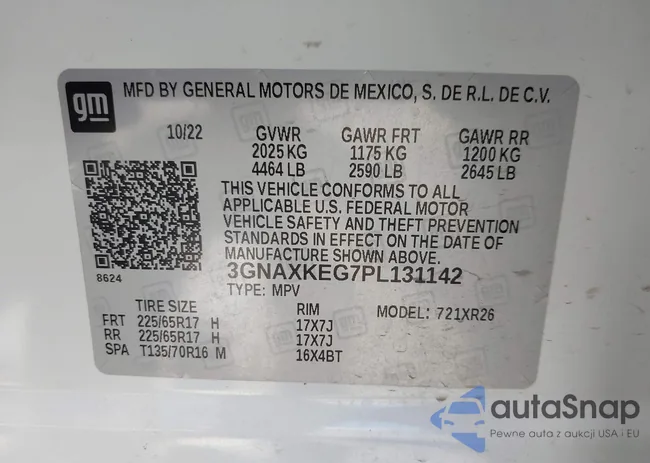 gm
MFD BY GENERAL MOTORS DE MEXICO, S. DE R.L. DE C.V.
10/22 GVWR GAWR FRT GAWR RR
2025 KG 1175 KG 1200 KG
4464 LB 2590 LB 2645 LB
THIS VEHICLE CONFORMS TO ALL
APPLICABLE U.S. FEDERAL MOTOR
VEHICLE SAFETY AND THEFT PREVENTION
STANDARDS IN EFFECT ON THE DATE OF
MANUFACTURE SHOWN ABOVE.
8624
3GNAXKEG7PL131142
TYPE: MPV
TIRE SIZE RIM MODEL: 721XR26
FRT 225/65R17 H 17X7J
RR 225/65R17 H 17X7J
SPA T135/70R16 M 16X4BT
autaSnap
Pewne auta z aukcji USA i EU